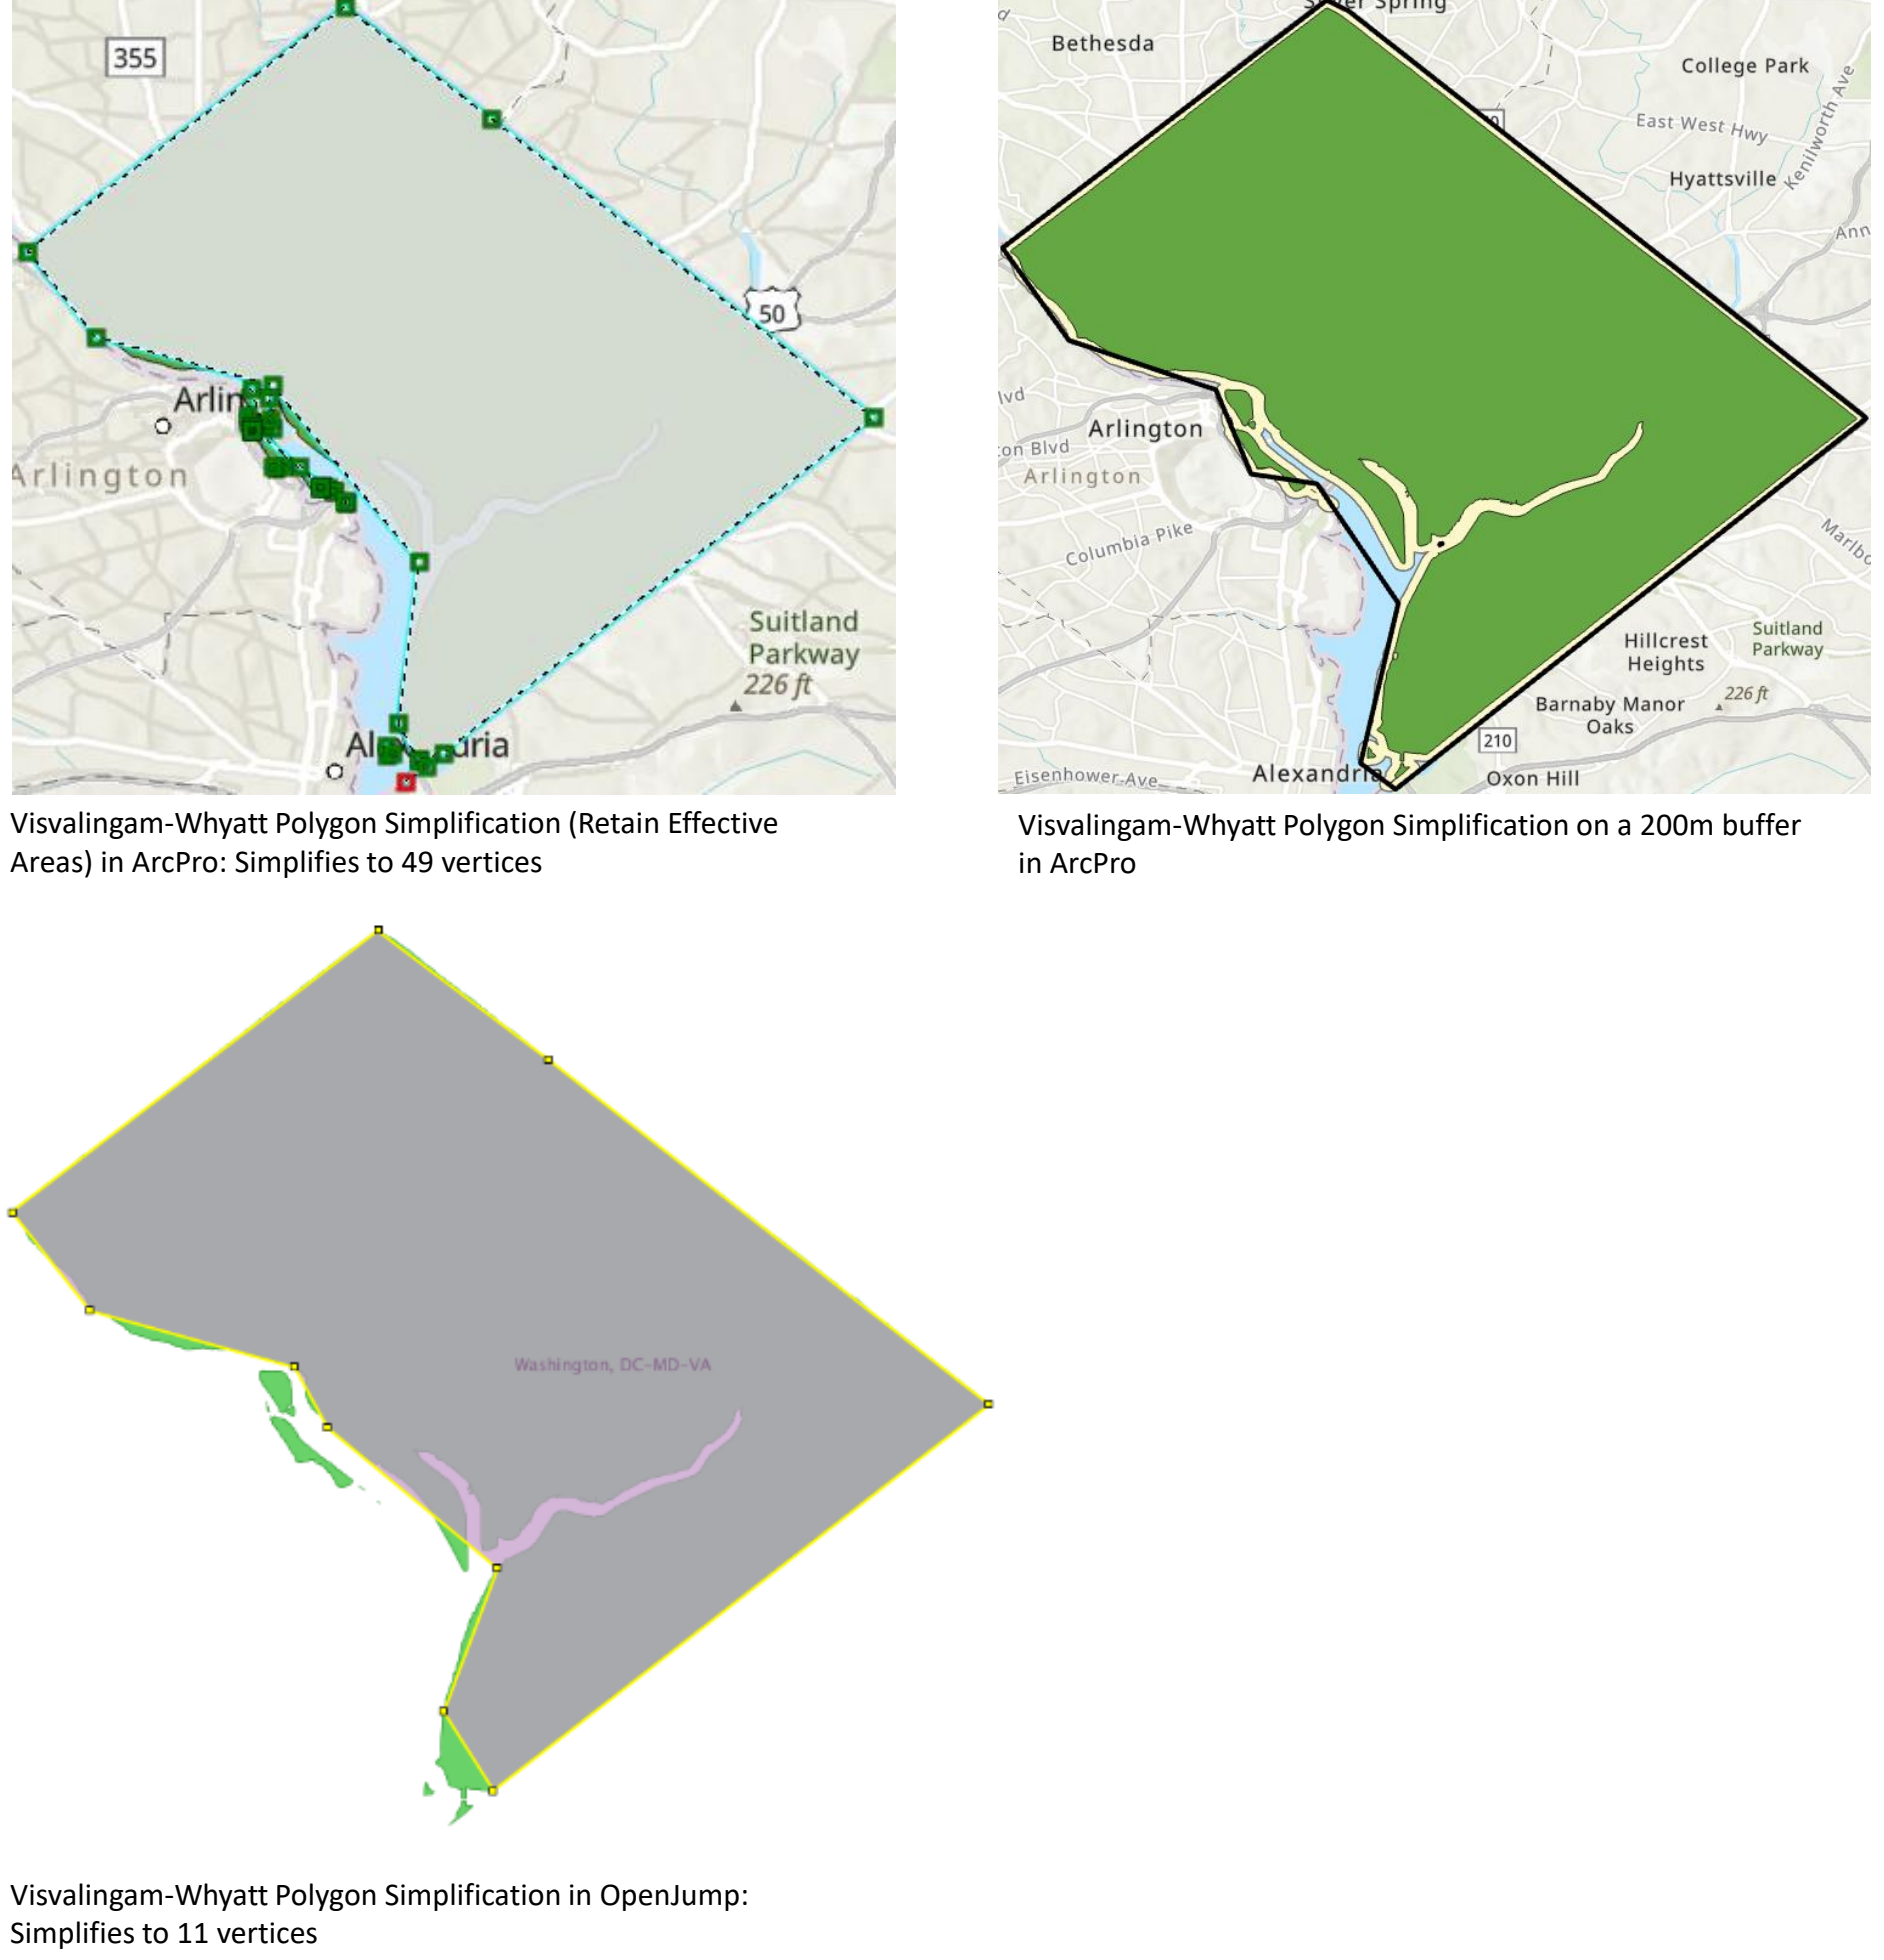 355
50
Arlin
Arlington
Suitland
Parkway
226 ft
Al dria
Visvalingam-Whyatt Polygon Simplification (Retain Effective
Areas) in ArcPro: Simplifies to 49 vertices
er Spring
Bethesda
College Park
East West Hwy
Kenilworth Ave
Hyattsville
Ann
lvd
Arlington
on Blvd
Arlington
Columbia Pike
Marlbo
Hillcrest
Heights
Suitland
Parkway
226 ft
Barnaby Manor
Oaks
210
Eisenhower Ave
Alexandria
Oxon Hill
Visvalingam-Whyatt Polygon Simplification on a 200m buffer
in ArcPro
Washington, DC-MD-VA
Visvalingam-Whyatt Polygon Simplification in OpenJump:
Simplifies to 11 vertices